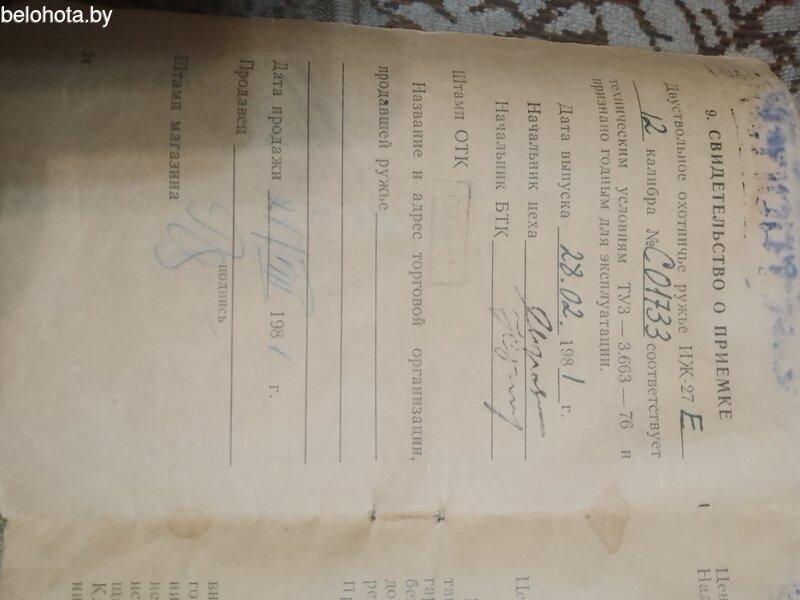 belohota.by
9. СВИДЕТЕЛЬСТВО О ПРИЕМКЕ
Двуствольное охотничье ружье ИЖ-27 Е
12 калибра № С01733 соответствует
техническим условиям ТУ3 — 3.663 — 76 и
признано годным для эксплуатации.
Дата выпуска 28.02. 1981 г.
Начальник цеха
Начальник БТК
Штамп ОТК
Название и адрес торговой организации,
продавшей ружье
Дата продажи 1981 г.
Продавец
подпись
Штамп магазина
24